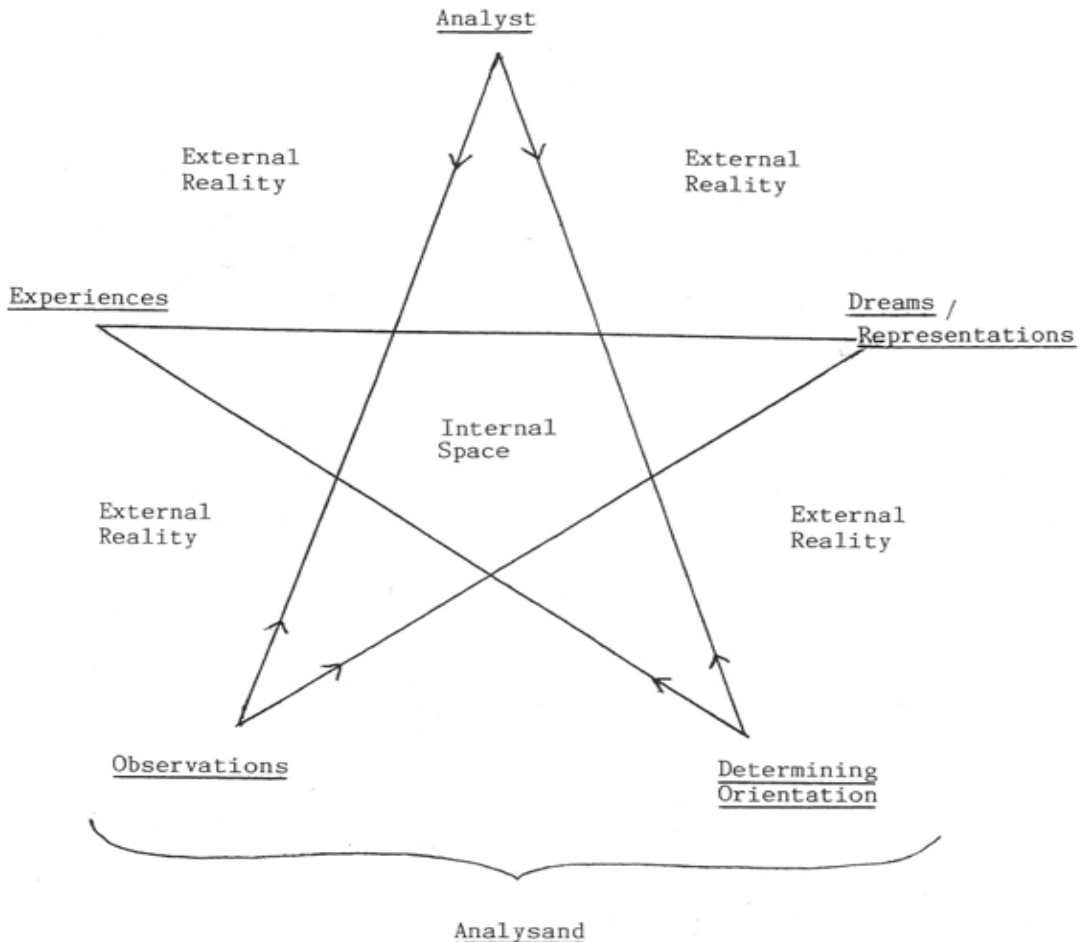 Analyst
External
Reality
External
Reality
Experiences
Dreams /
Representations
Internal
Space
External
Reality
External
Reality
Observations
Determining
Orientation
Analysand